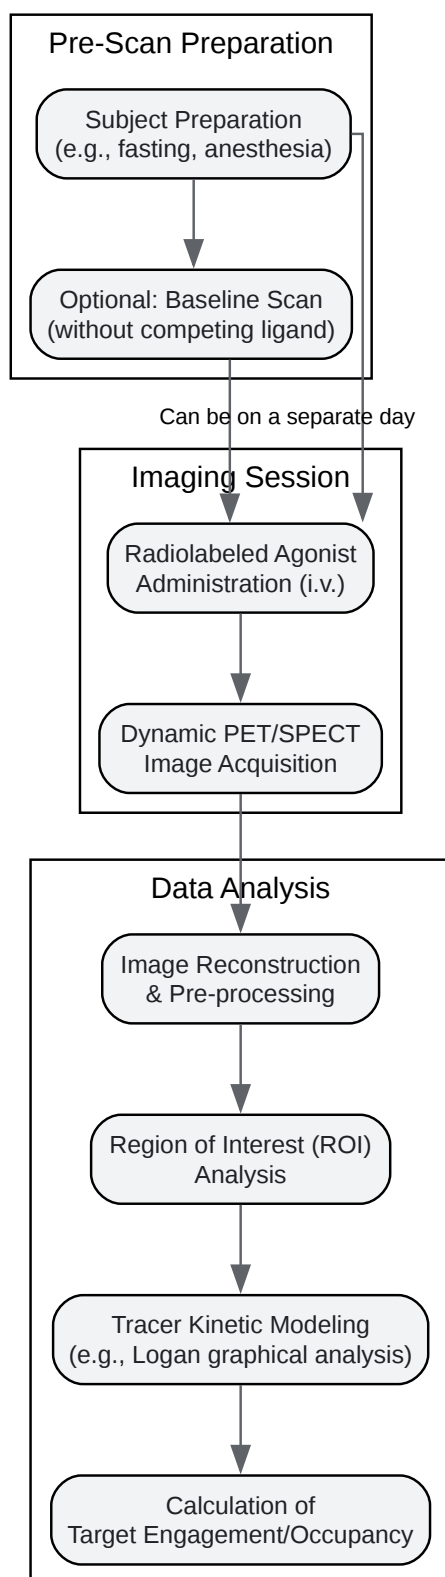 Pre-Scan Preparation
Subject Preparation
(e.g., fasting, anesthesia)
Optional: Baseline Scan
(without competing ligand)
Can be on a separate day
Imaging Session
Radiolabeled Agonist
Administration (i.v.)
Dynamic PET/SPECT
Image Acquisition
Data Analysis
Image Reconstruction
& Pre-processing
Region of Interest (ROI)
Analysis
Tracer Kinetic Modeling
(e.g., Logan graphical analysis)
Calculation of
Target Engagement/Occupancy